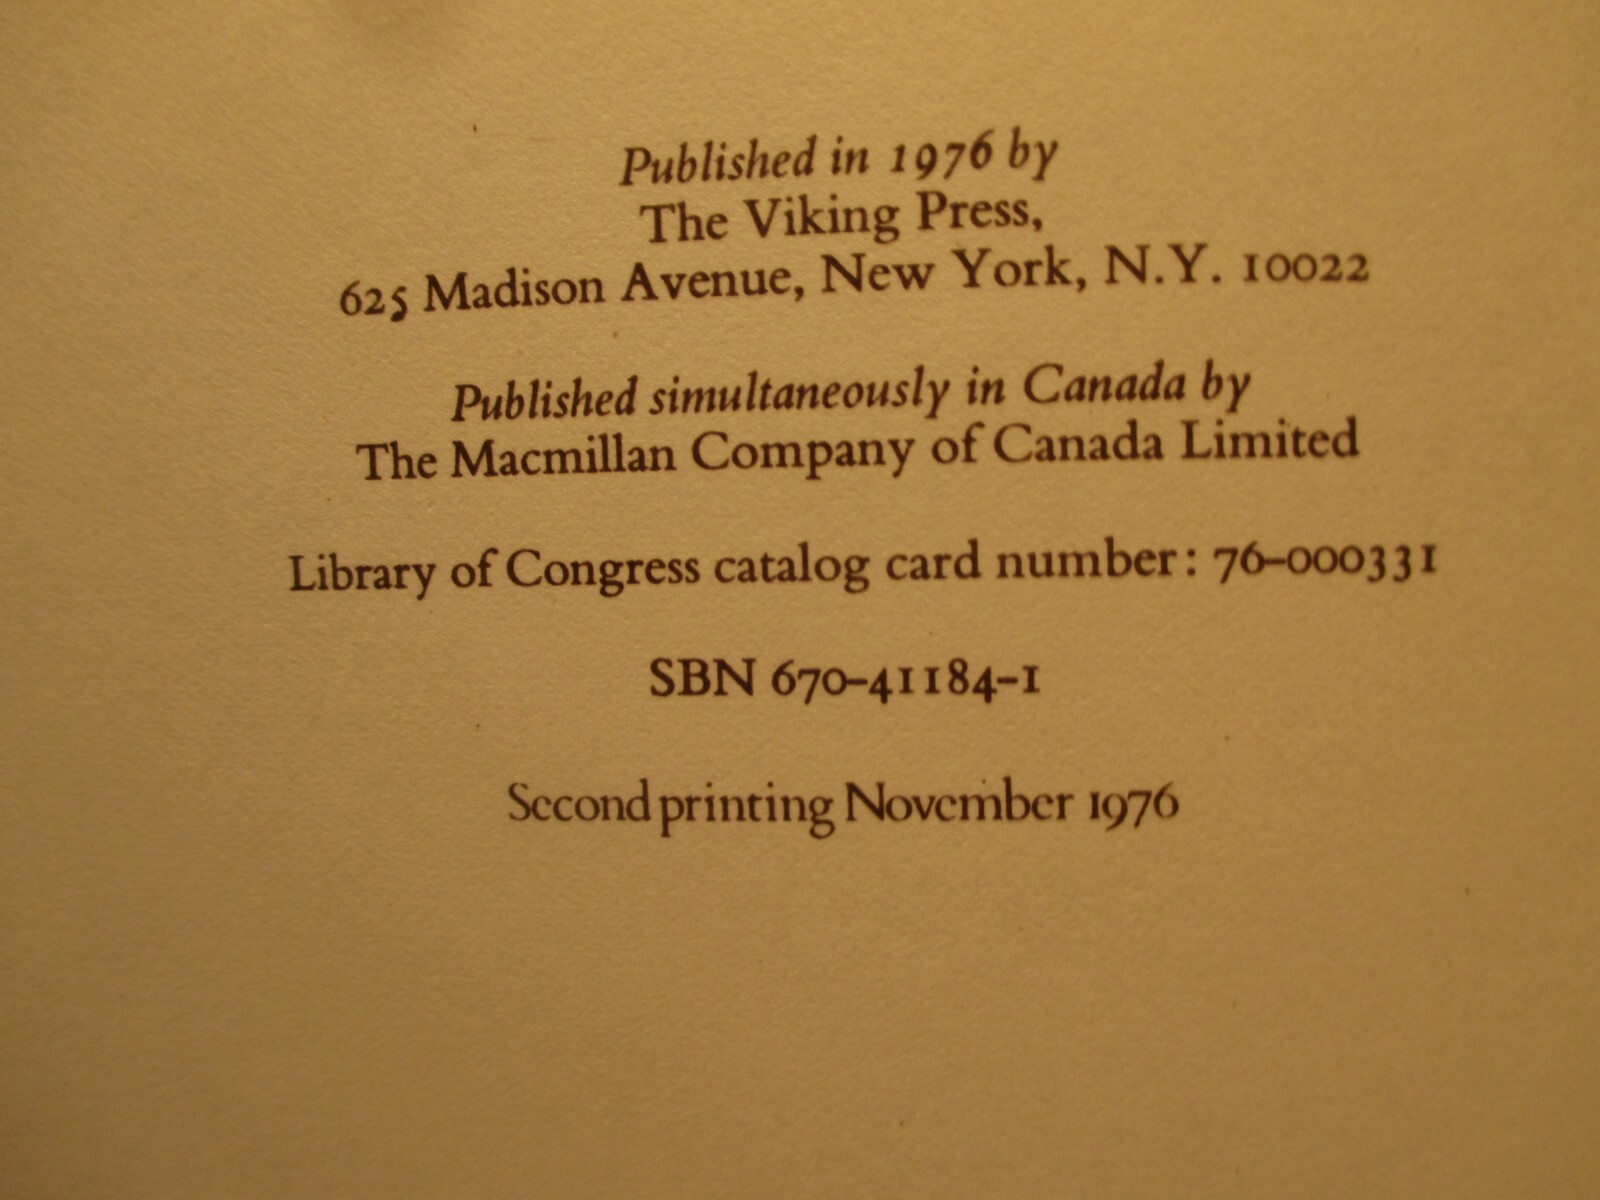 Published in 1976 by
The Viking Press,
625 Madison Avenue, New York, N.Y. 10022
Published simultaneously in Canada by
The Macmillan Company of Canada Limited
Library of Congress catalog card number: 76–000331
SBN 670–41184–1
Second printing November 1976